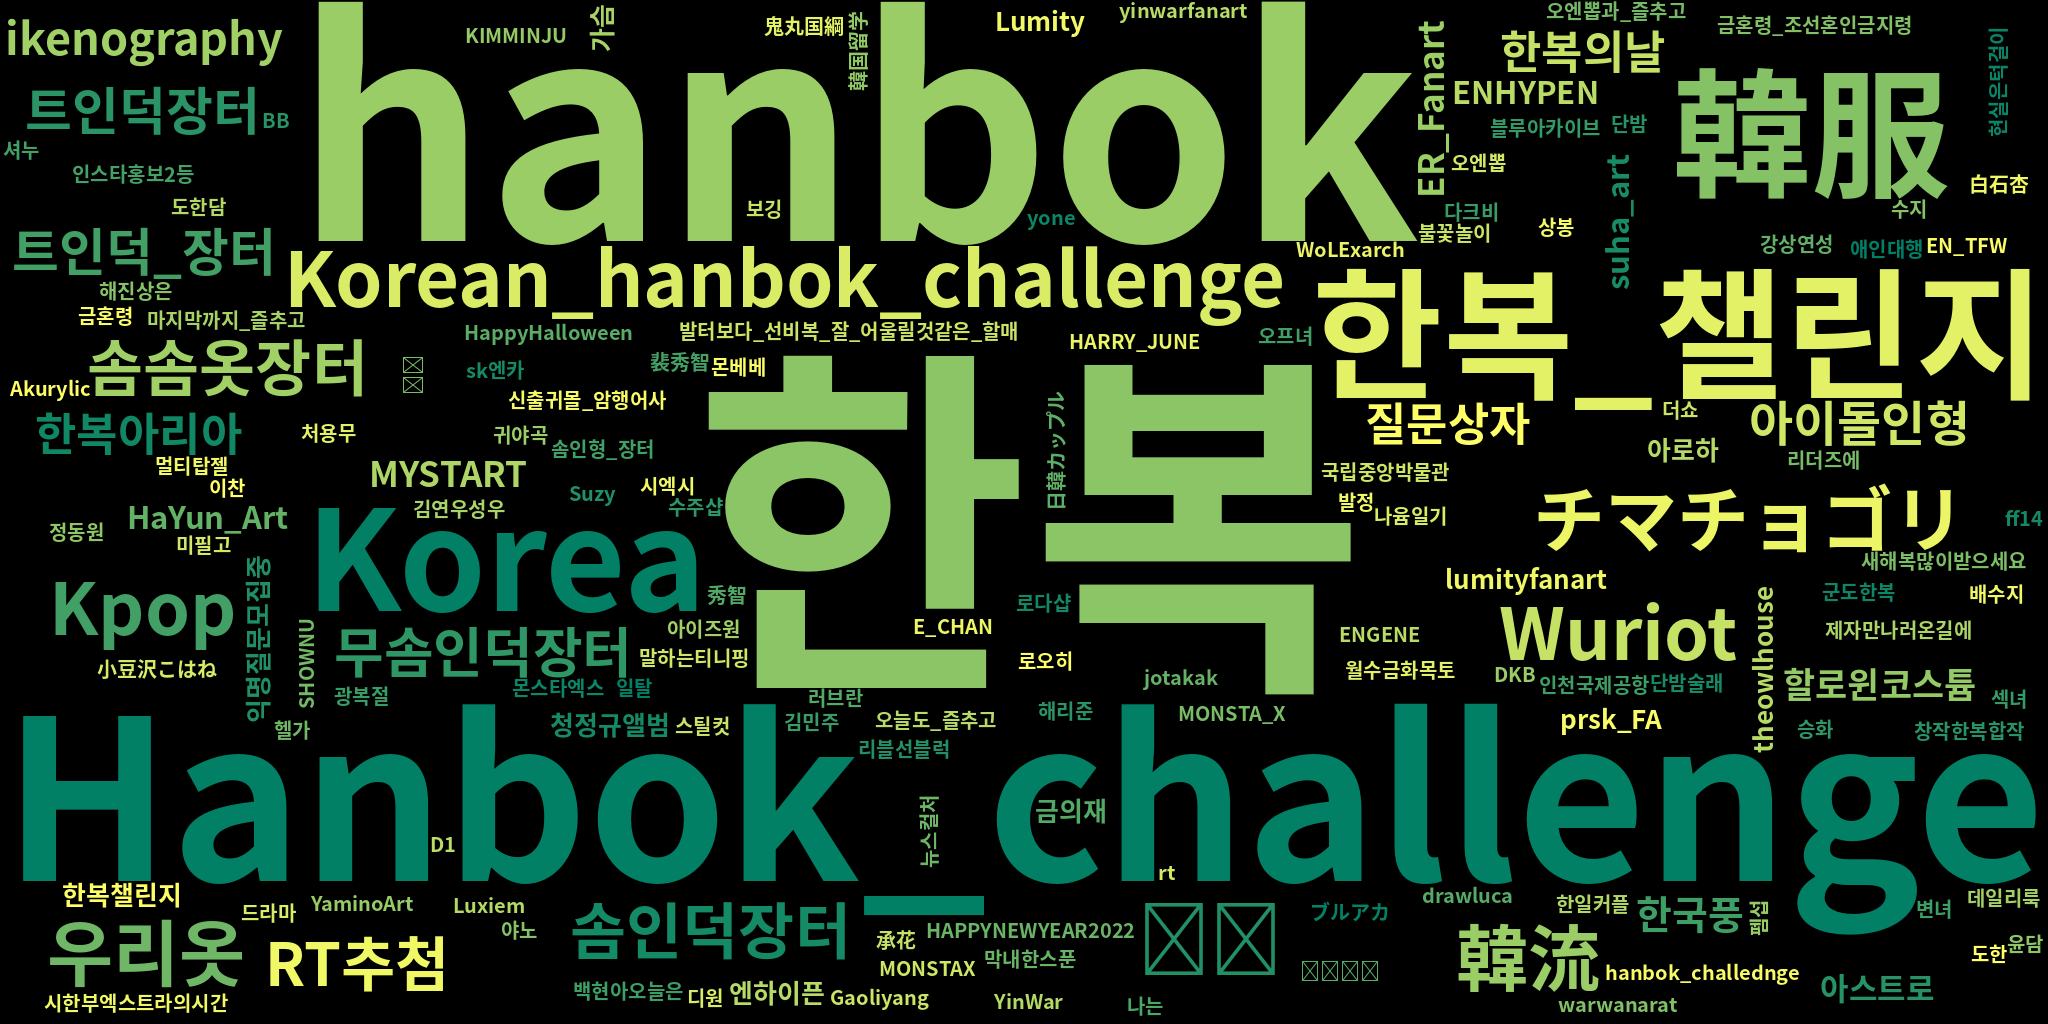 ikenography
KIMMINJU
가슴
hanbok
鬼丸国綱
韓国留学
Lumity
yinwarfanart
ER_Fanart
오엔뽑과_즐추고
금혼령_조선혼인금지령
한복의날
현실은턱걸이
트인덕장터
BB
ENHYPEN
韓服
블루아카이브
단밤
셔누
오엔뽑
인스타홍보2등
suha_art
白石杏
도한담
보깅
yone
다크비
수지
불꽃놀이
상봉
트인덕_장터
WoLExarch
강상연성
애인대행
EN_TFW
Korean_hanbok_challenge
해진상은
한복_챌린지
금혼령
마지막까지_즐추고
HappyHalloween
발터보다_선비복_잘_어울릴것같은_할매
HARRY_JUNE
오프녀
솜솜옷장터
sk엔카
裴秀智
몬베베
한복
Akurylic
신출귀몰_암행어사
日韓カップル
더쇼
한복아리아
처용무
귀야곡
질문상자
아이돌인형
솜인형_장터
아로하
멀티탑젤
MYSTART
국립중앙박물관
리더즈에
이찬
Suzy
시엑시
수주샵
김연우성우
발정
나윰일기
チマチョゴリ
HaYun_Art
Korea
ff14
정동원
미필고
새해복많이받으세요
익명질문모집중
Kpop
秀智
로다샵
lumityfanart
군도한복
배수지
SHOWNU
무솜인덕장터
아이즈원
E_CHAN
ENGENE
Wuriot
theowlhouse
제자만나러온길에
小豆沢こはね
말하는티니핑
로오히
월수금화목토
jotakak
DKB
인천국제공항
단밤술래
할로윈코스튬
광복절
몬스타엑스
일탈
러브란
섹녀
헬가
청정규앨범
스틸컷
김민주
오늘도_즐추고
해리준
MONSTA_X
prsk_FA
승화
창작한복합작
리블선블럭
Hanbok challenge
뉴스컬처
금의재
D1
rt
한복챌린지
드라마
YaminoArt
Luxiem
drawluca
한일커플
한국풍
펨섭
변녀
데일리룩
우리옷
RT추첨
야노
솜인덕장터
承花
HAPPYNEWYEAR2022
ブルアカ
韓流
윤담
도한
MONSTAX
막내한스푼
hanbok_challednge
시한부엑스트라의시간
백현아오늘은
디원
엔하이픈
Gaoliyang
YinWar
나는
warwanarat
아스트로